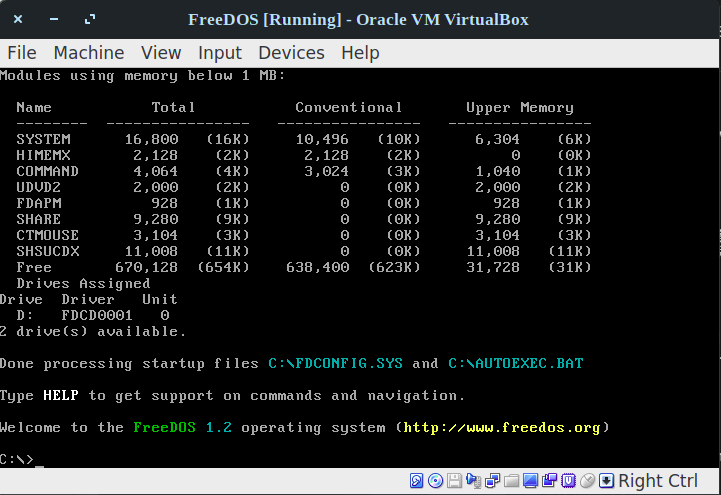 FreeDOS [Running] - Oracle VM VirtualBox
File Machine View Input Devices Help
Modules using memory below 1 MB:
Name Total Conventional Upper Memory
-------- ---------------- ---------------- ----------------
SYSTEM 16,800 (16K) 10,496 (10K) 6,304 (6K)
HIMEMX 2,128 (2K) 2,128 (2K) 0 (0K)
COMMAND 4,064 (4K) 3,024 (3K) 1,040 (1K)
UDVD2 2,000 (2K) 0 (0K) 2,000 (2K)
FDAPM 928 (1K) 0 (0K) 928 (1K)
SHARE 9,280 (9K) 0 (0K) 9,280 (9K)
CTMOUSE 3,104 (3K) 0 (0K) 3,104 (3K)
SHSUCDX 11,008 (11K) 0 (0K) 11,008 (11K)
Free 670,128 (654K) 638,400 (623K) 31,728 (31K)
Drives Assigned
Drive Driver Unit
D: FDCD0001 0
2 drive(s) available.
Done processing startup files C:\FDCONFIG.SYS and C:\AUTOEXEC.BAT
Type HELP to get support on commands and navigation.
Welcome to the FreeDOS 1.2 operating system (http://www.freedos.org)
C:\>_
Right Ctrl